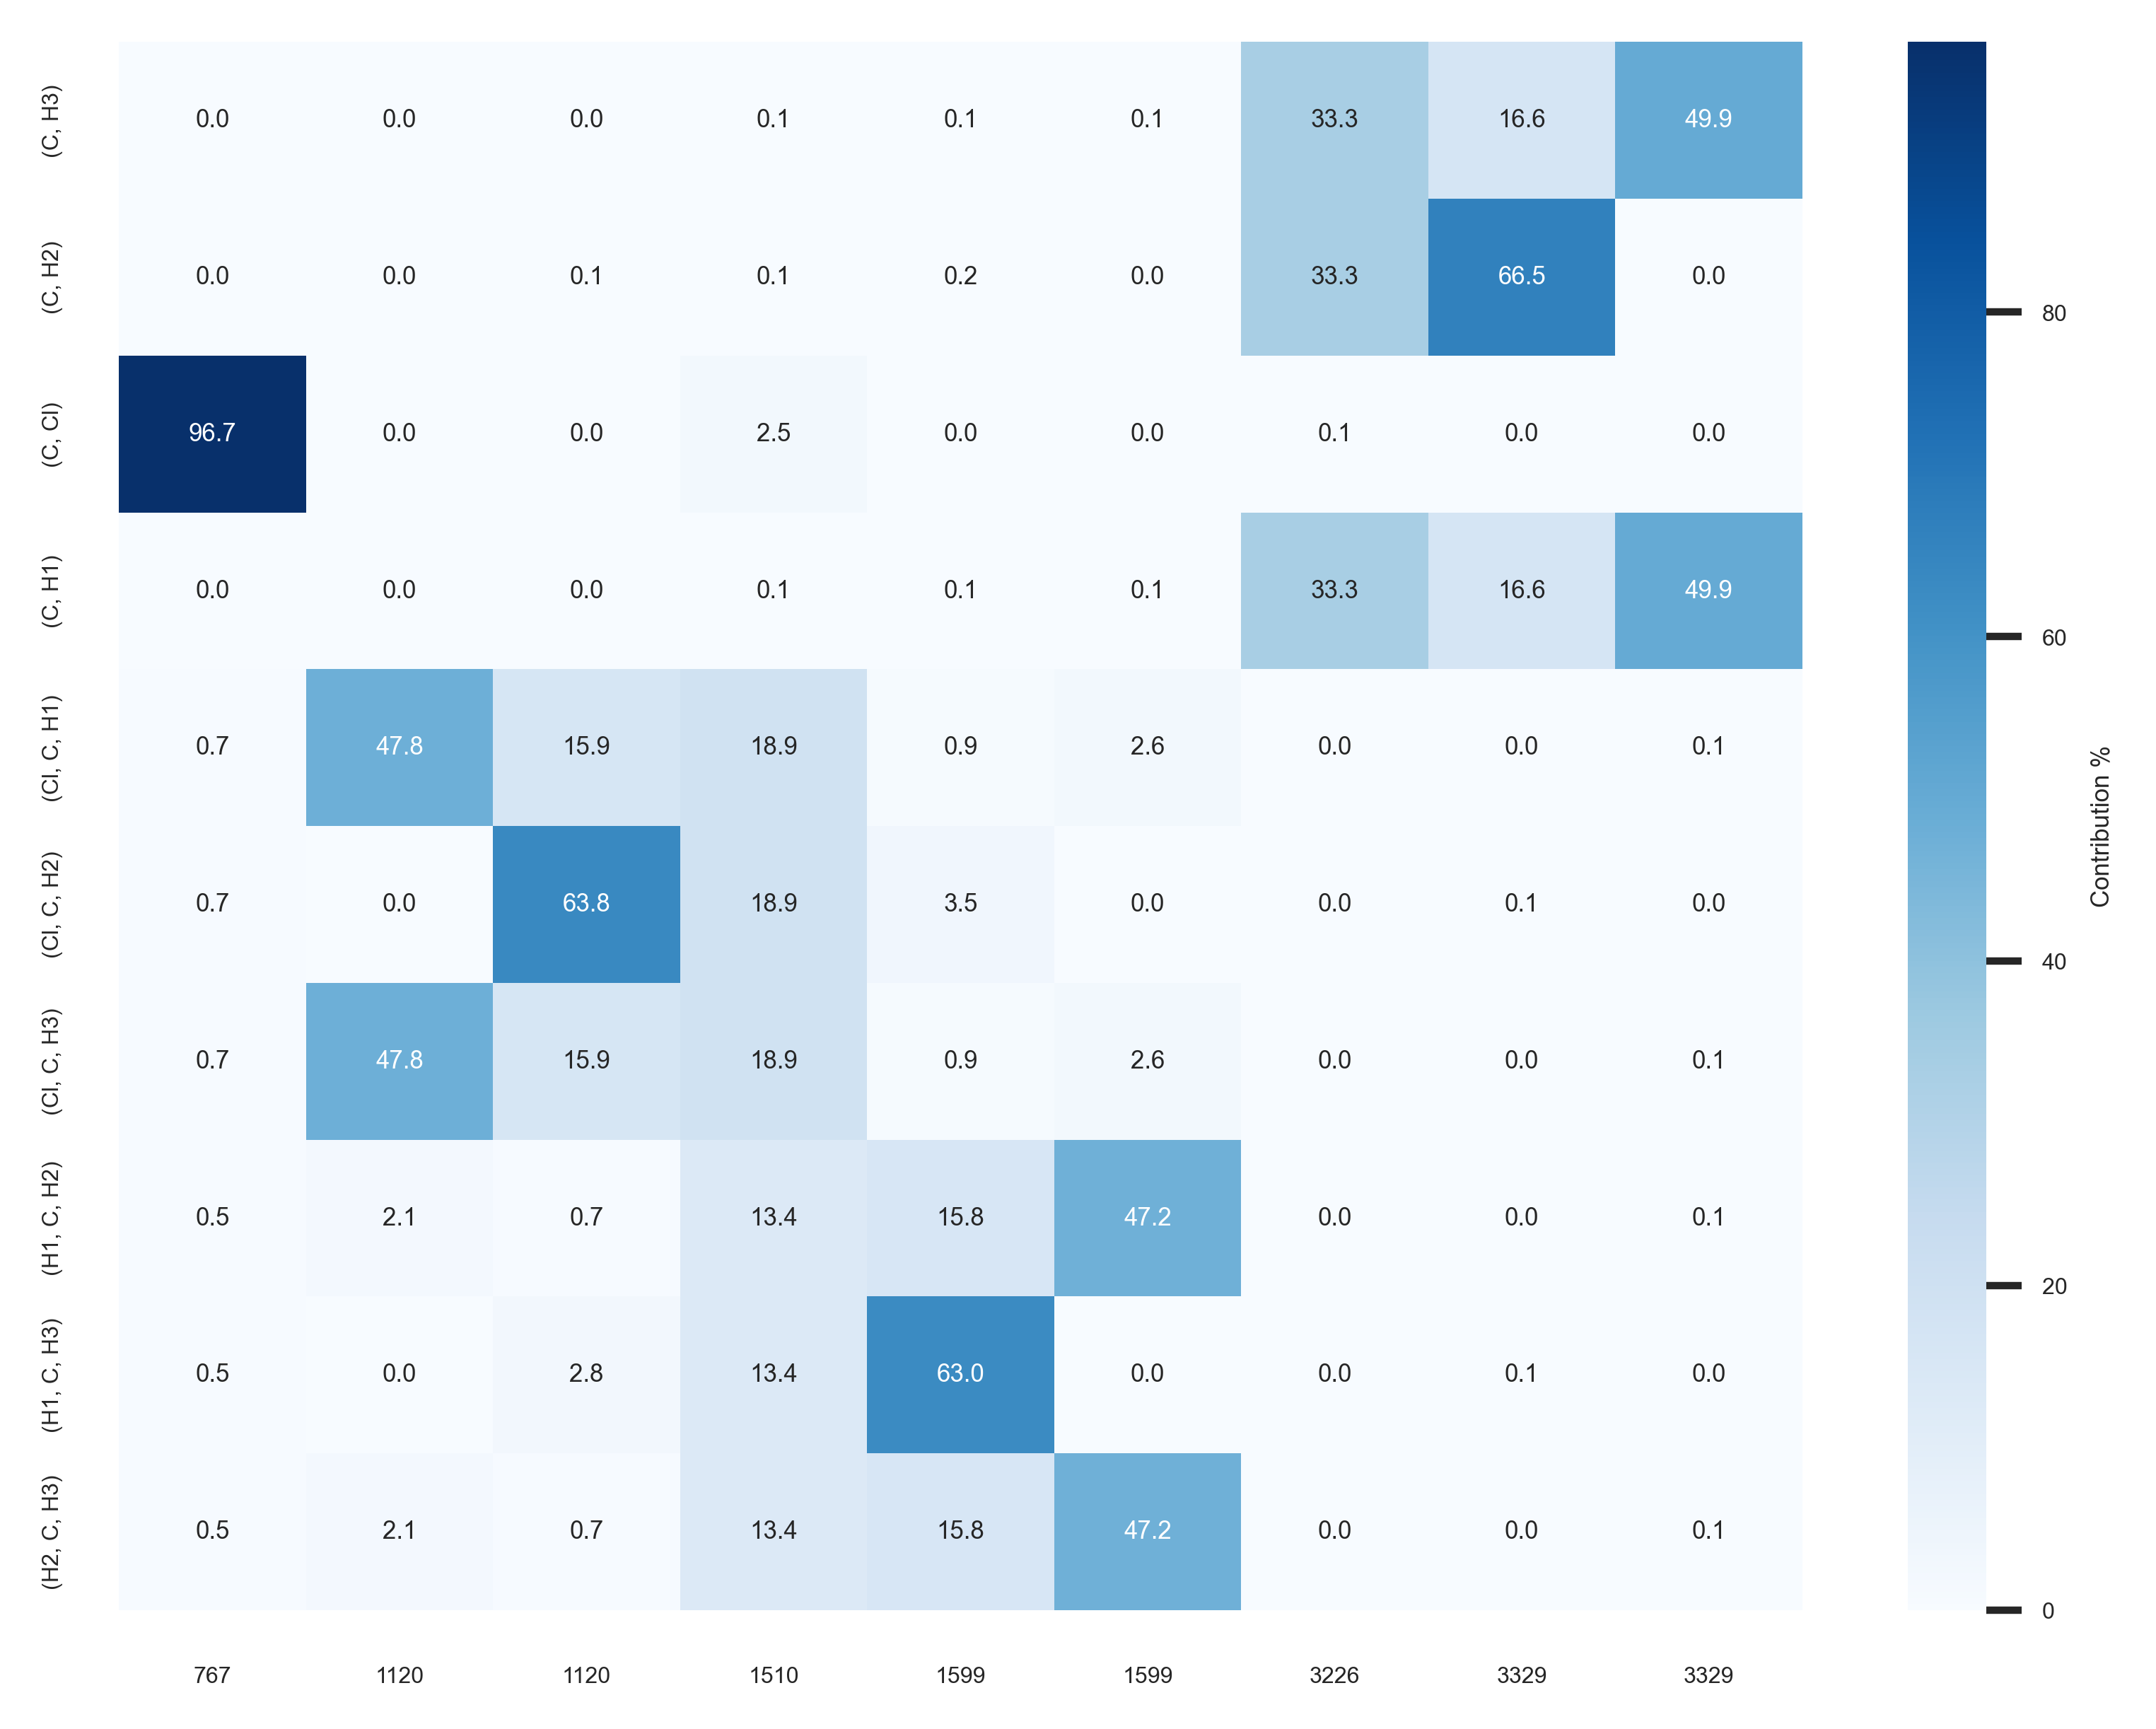 (C, H3) 0.0 0.0 0.0 0.1 0.1 0.1 33.3 16.6 49.9
(C, H2) 0.0 0.0 0.1 0.1 0.2 0.0 33.3 66.5 0.0
(C, Cl) 96.7 0.0 0.0 2.5 0.0 0.0 0.1 0.0 0.0
(C, H1) 0.0 0.0 0.0 0.1 0.1 0.1 33.3 16.6 49.9
(Cl, C, H1) 0.7 47.8 15.9 18.9 0.9 2.6 0.0 0.0 0.1
(Cl, C, H2) 0.7 0.0 63.8 18.9 3.5 0.0 0.0 0.1 0.0
(Cl, C, H3) 0.7 47.8 15.9 18.9 0.9 2.6 0.0 0.0 0.1
(H1, C, H2) 0.5 2.1 0.7 13.4 15.8 47.2 0.0 0.0 0.1
(H1, C, H3) 0.5 0.0 2.8 13.4 63.0 0.0 0.0 0.1 0.0
(H2, C, H3) 0.5 2.1 0.7 13.4 15.8 47.2 0.0 0.0 0.1
767 1120 1120 1510 1599 1599 3226 3329 3329
80
60
40
20
0
Contribution %